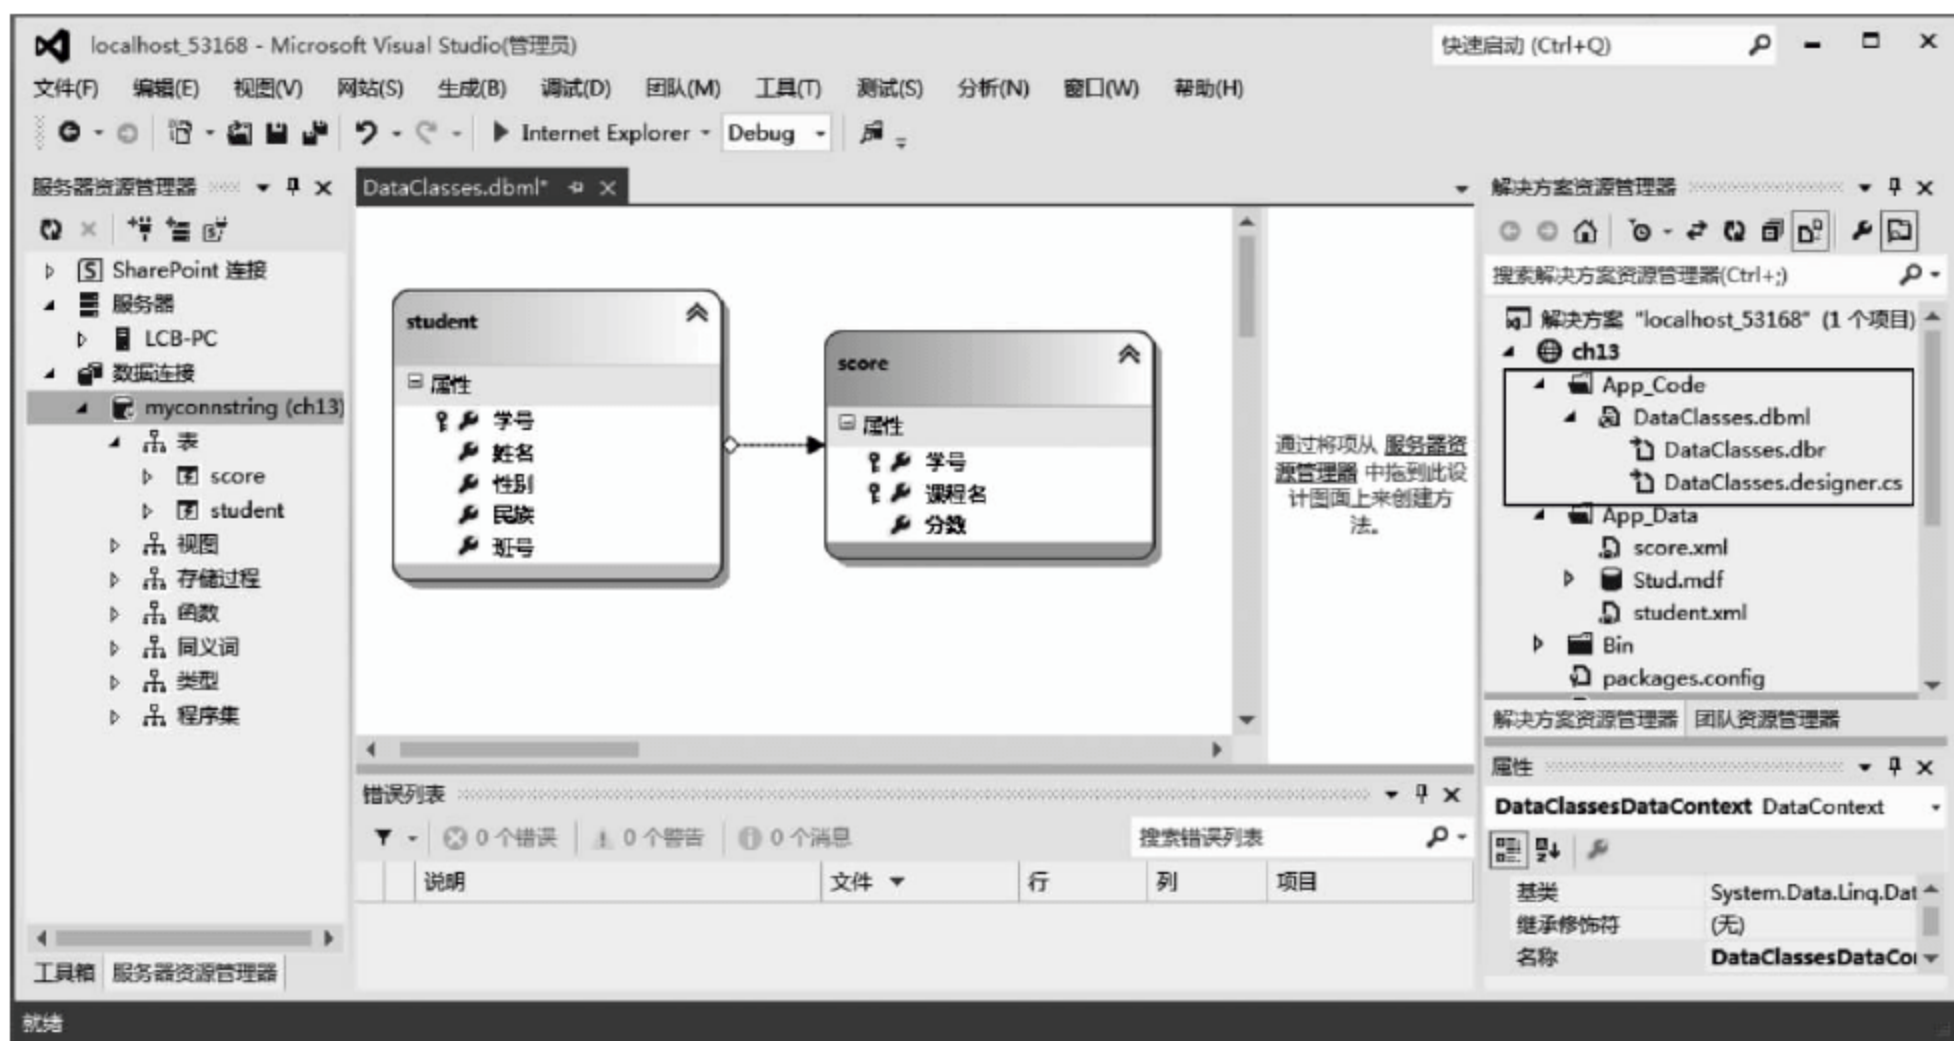 localhost_53168 - Microsoft Visual Studio(管理员)
快速启动 (Ctrl+Q)
文件(F) 编辑(E) 视图(V) 网站(S) 生成(B) 调试(D) 团队(M) 工具(T) 测试(S) 分析(N) 窗口(W) 帮助(H)
Internet Explorer Debug
服务器资源管理器
SharePoint 连接
服务器
LCB-PC
数据连接
myconnstring (ch13)
表
score
student
视图
存储过程
函数
同义词
类型
程序集
工具箱 服务器资源管理器
DataClasses.dbml*
student
属性
学号
姓名
性别
民族
班号
score
属性
学号
课程名
分数
通过将项从 服务器资
源管理器 中拖到此设
计图面上来创建方
法。
错误列表
0 个错误 0 个警告 0 个消息
搜索错误列表
说明 文件 行 列 项目
解决方案资源管理器
搜索解决方案资源管理器(Ctrl+;)
解决方案 "localhost_53168" (1 个项目)
ch13
App_Code
DataClasses.dbml
DataClasses.dbr
DataClasses.designer.cs
App_Data
score.xml
Stud.mdf
student.xml
Bin
packages.config
解决方案资源管理器 团队资源管理器
属性
DataClassesDataContext DataContext
基类 System.Data.Linq.Dat
继承修饰符 (无)
名称 DataClassesDataCo
就绪